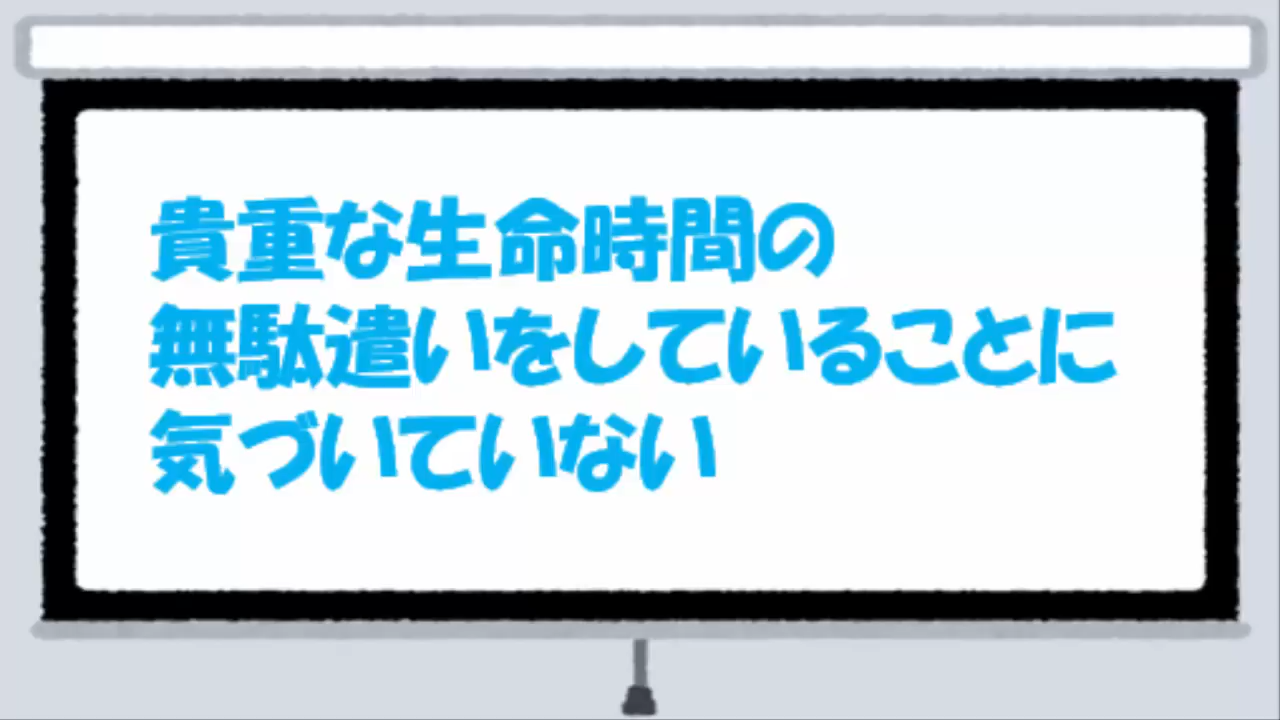 貴重な生命時間の
無駄遣いをしていることに
気づいていない